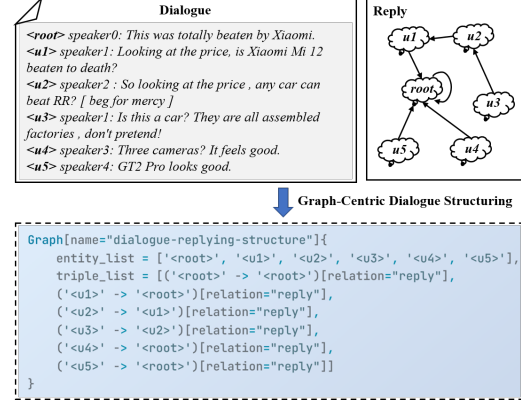 Dialogue
<root> speaker0: This was totally beaten by Xiaomi.
<u1> speaker1: Looking at the price, is Xiaomi Mi 12
beaten to death?
<u2> speaker2 : So looking at the price , any car can
beat RR? [ beg for mercy ]
<u3> speaker1: Is this a car? They are all assembled
factories , don't pretend!
<u4> speaker3: Three cameras? It feels good.
<u5> speaker4: GT2 Pro looks good.
Reply
u1
u2
root
u3
u5
u4
Graph-Centric Dialogue Structuring
Graph[name="dialogue-replying-structure"]{
entity_list = ['<root>', '<u1>', '<u2>', '<u3>', '<u4>', '<u5>'],
triple_list = [('<root>' -> '<root>')[relation="reply"],
('<u1>' -> '<root>')[relation="reply"],
('<u2>' -> '<u1>')[relation="reply"],
('<u3>' -> '<u2>')[relation="reply"],
('<u4>' -> '<root>')[relation="reply"],
('<u5>' -> '<root>')[relation="reply"]]
}